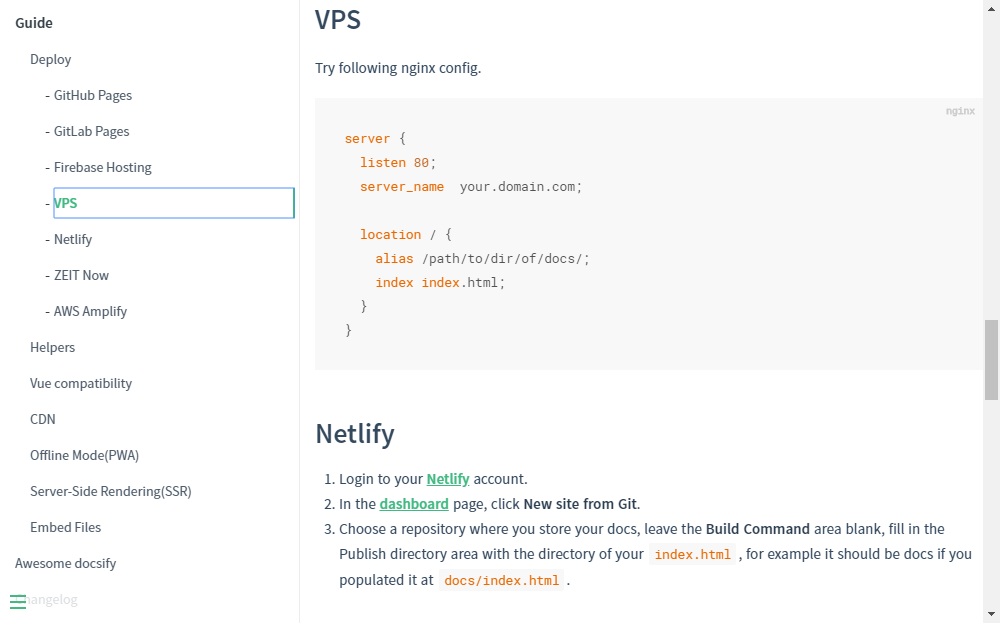 Guide
Deploy
- GitHub Pages
- GitLab Pages
- Firebase Hosting
- VPS
- Netlify
- ZEIT Now
- AWS Amplify
Helpers
Vue compatibility
CDN
Offline Mode(PWA)
Server-Side Rendering(SSR)
Embed Files
Awesome docsify
Changelog
VPS
Try following nginx config.
nginx
server {
  listen 80;
  server_name  your.domain.com;

  location / {
    alias /path/to/dir/of/docs/;
    index index.html;
  }
}
Netlify
1. Login to your Netlify account.
2. In the dashboard page, click New site from Git.
3. Choose a repository where you store your docs, leave the Build Command area blank, fill in the
Publish directory area with the directory of your index.html , for example it should be docs if you
populated it at docs/index.html .